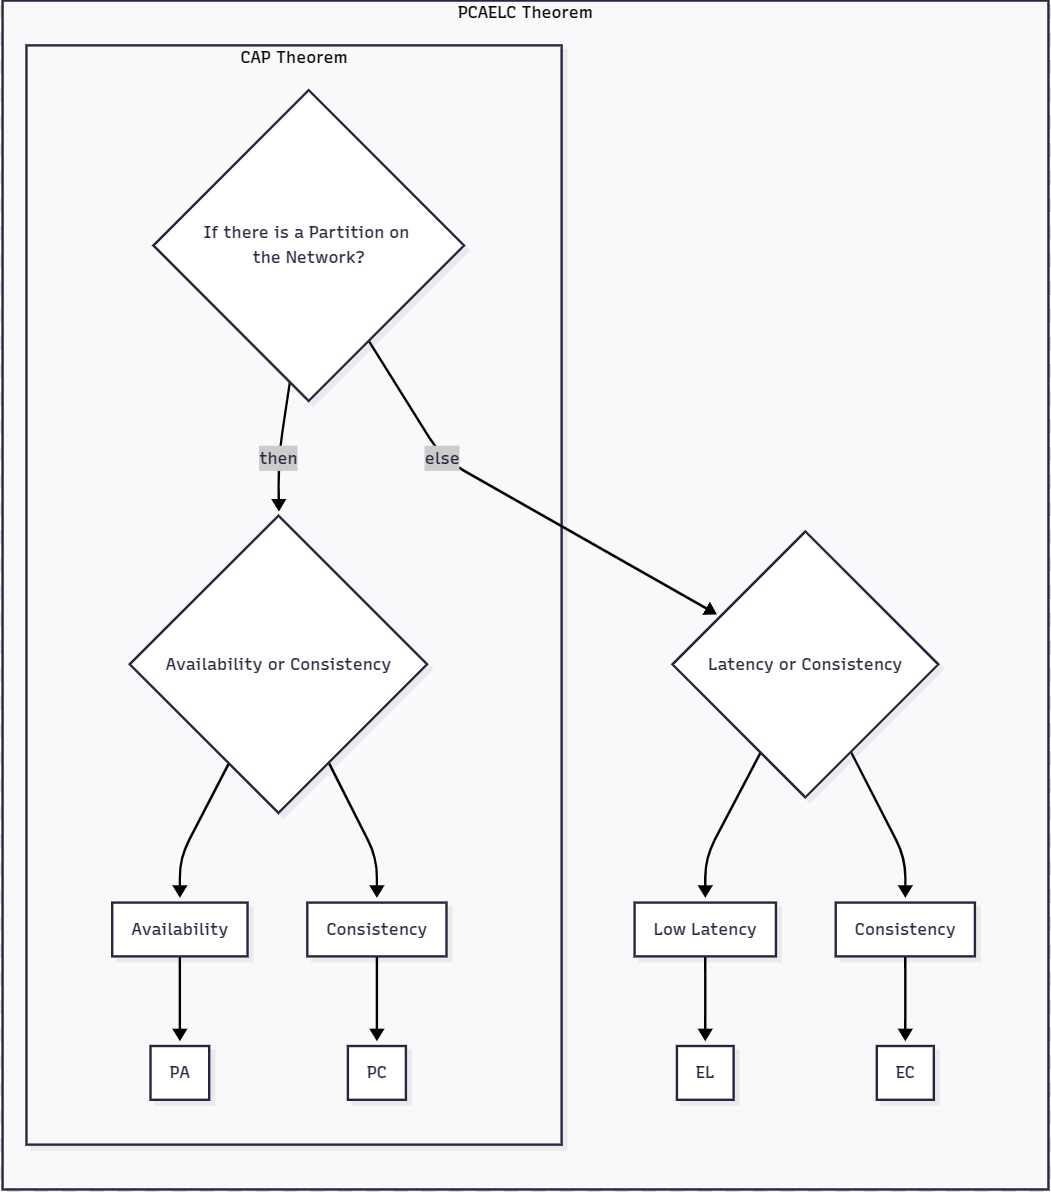 PCAELC Theorem
CAP Theorem
If there is a Partition on
the Network?
then
else
Availability or Consistency
Latency or Consistency
Availability
Consistency
Low Latency
Consistency
PA
PC
EL
EC